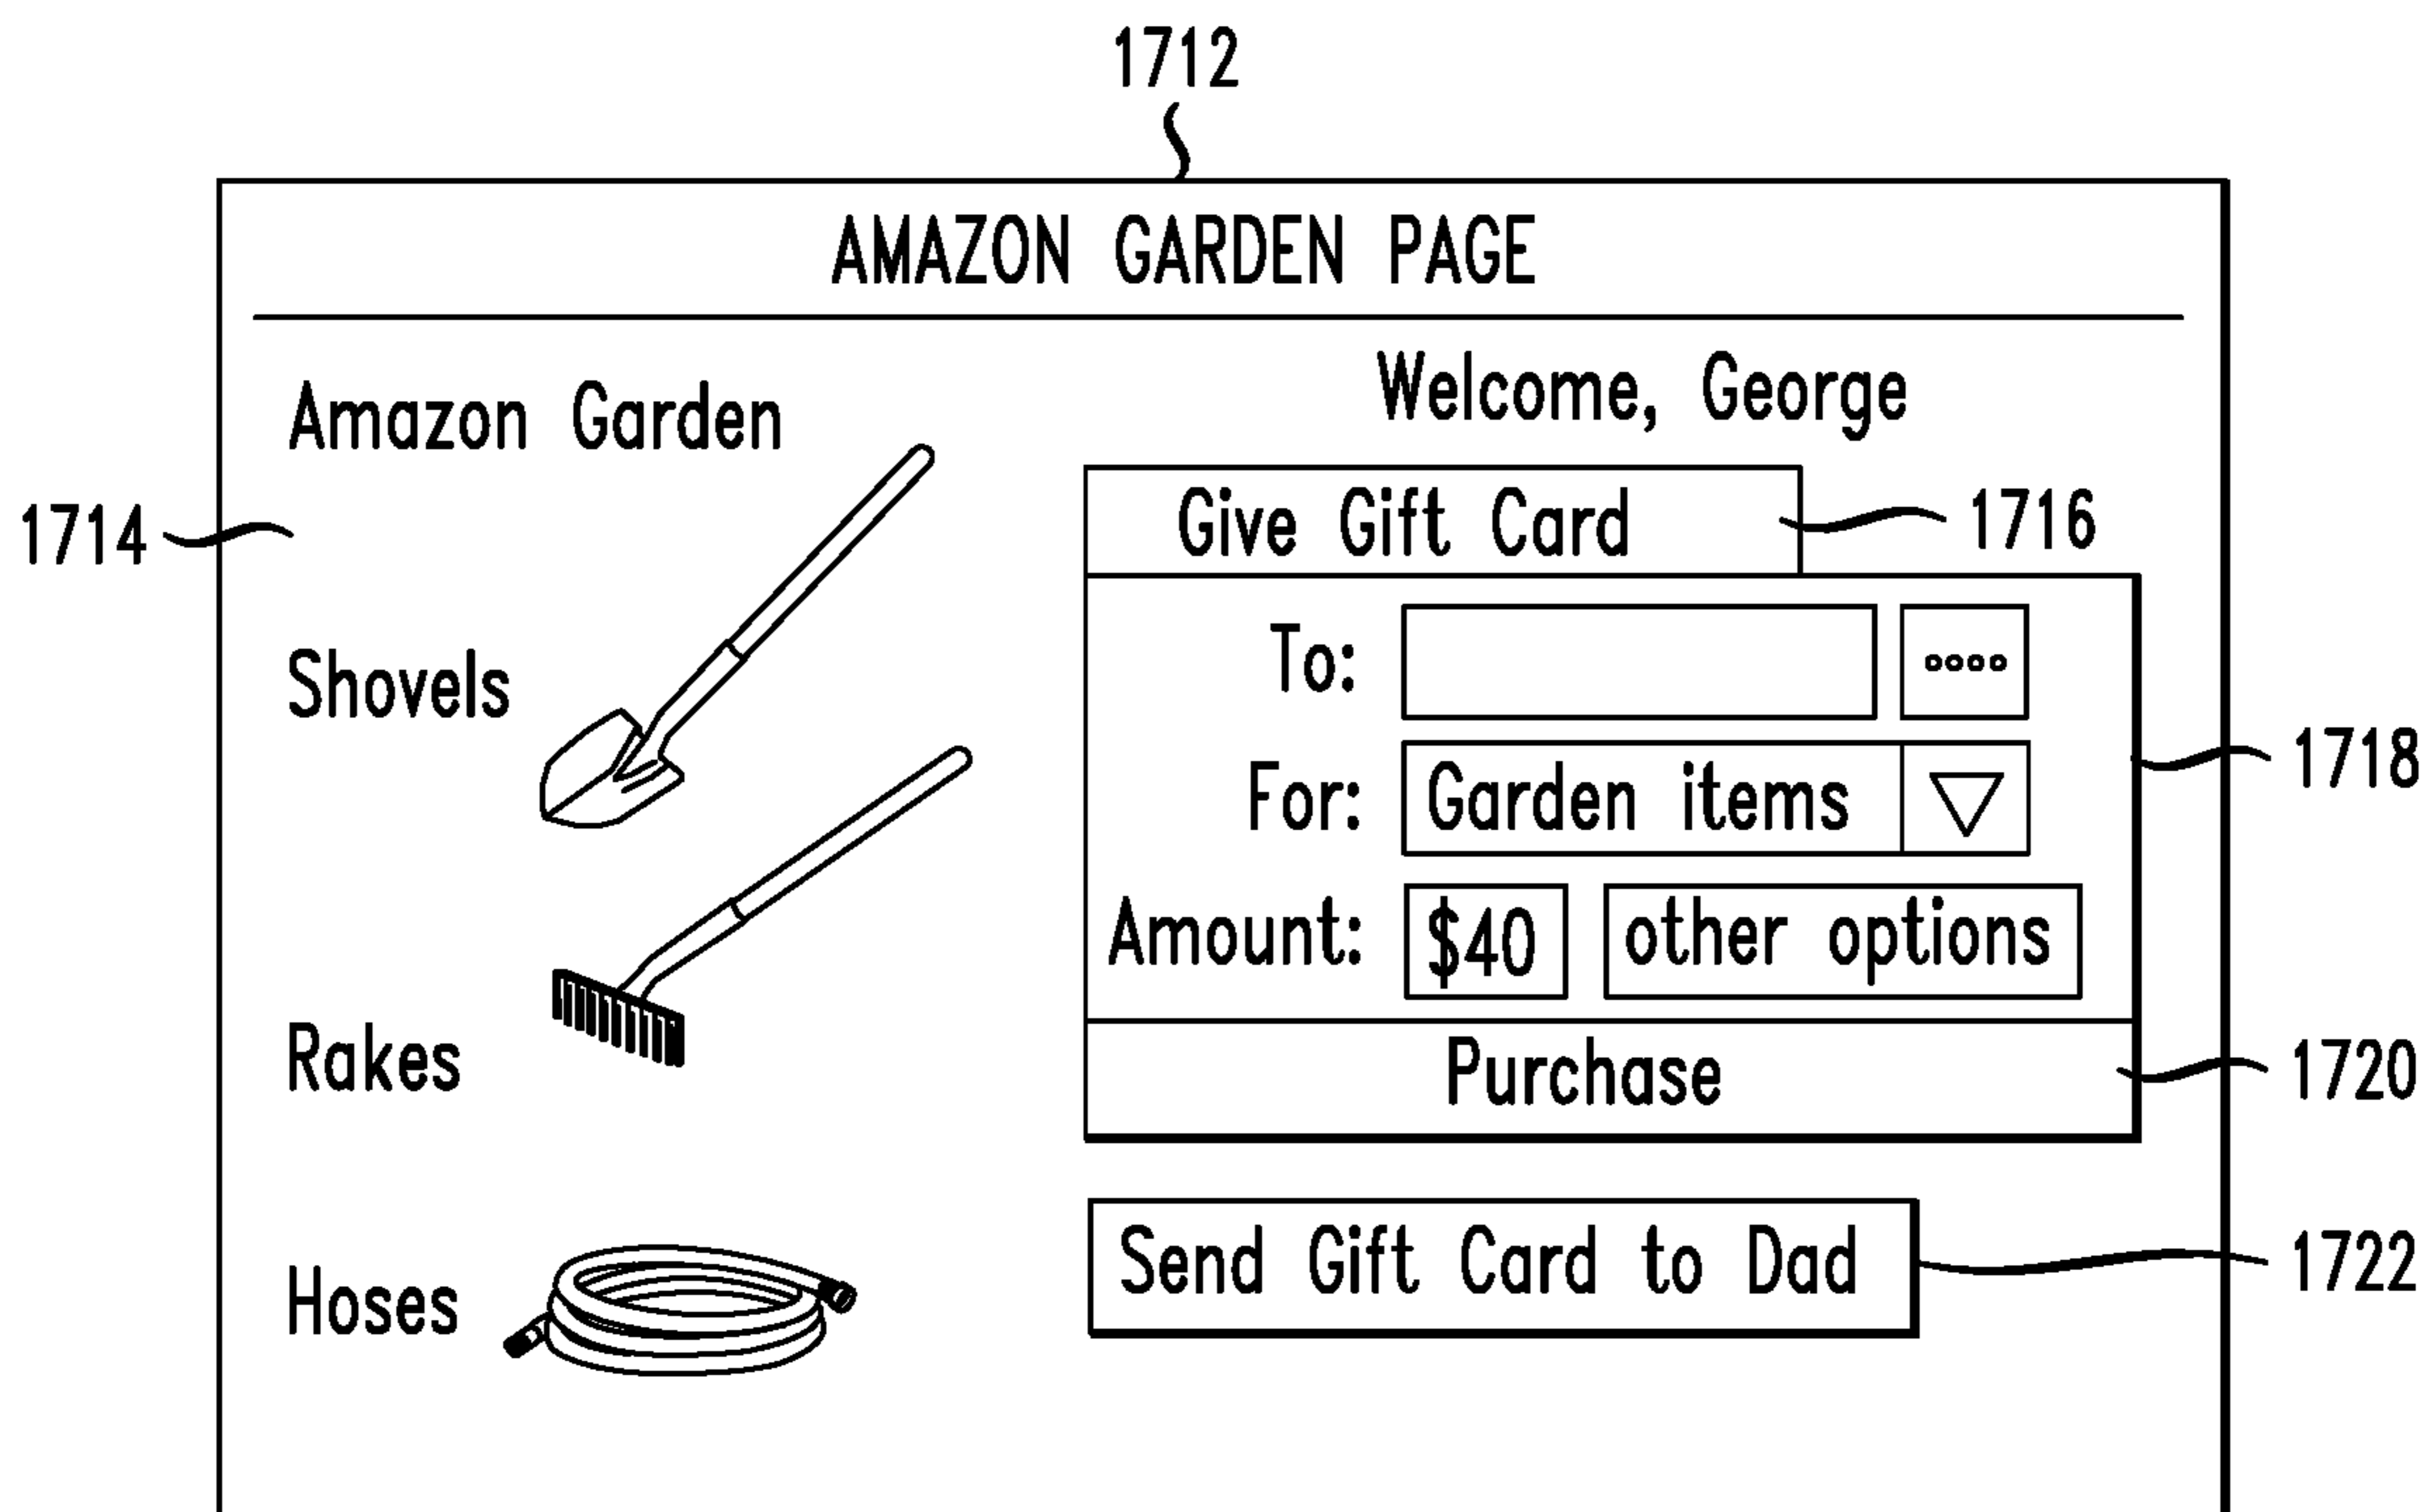 1712
AMAZON GARDEN PAGE
Welcome, George
Amazon Garden
1714
Give Gift Card
1716
Shovels
To:
1718
For: Garden items
Amount: $40 other options
Rakes
Purchase
1720
Send Gift Card to Dad
1722
Hoses